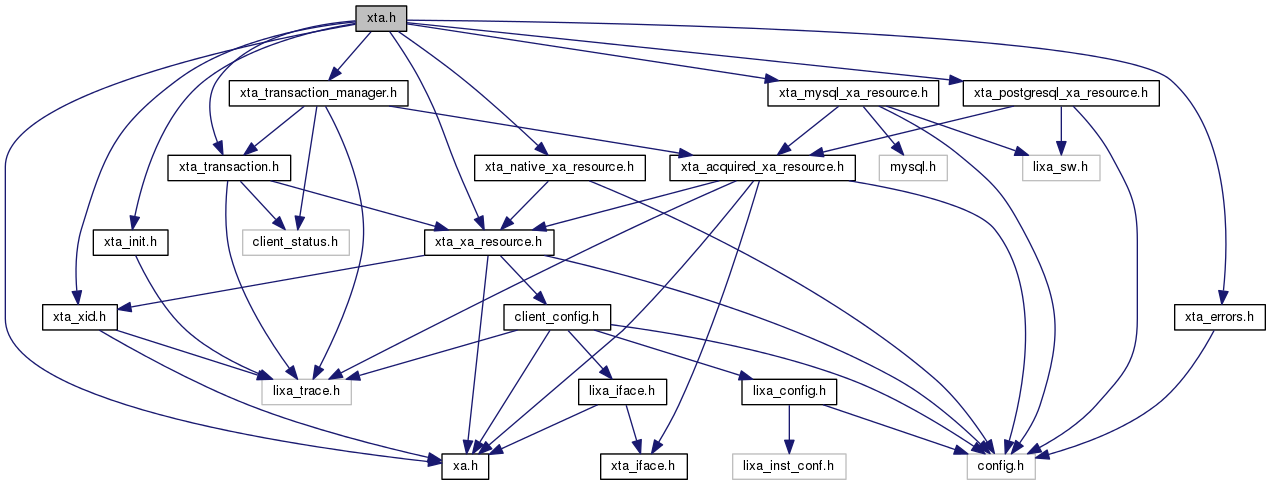 xta.h
xta_transaction_manager.h
xta_mysql_xa_resource.h
xta_postgresql_xa_resource.h
xta_transaction.h
xta_native_xa_resource.h
xta_acquired_xa_resource.h
mysql.h
lixa_sw.h
xta_init.h
client_status.h
xta_xa_resource.h
xta_xid.h
client_config.h
xta_errors.h
lixa_trace.h
lixa_iface.h
lixa_config.h
xa.h
xta_iface.h
lixa_inst_conf.h
config.h